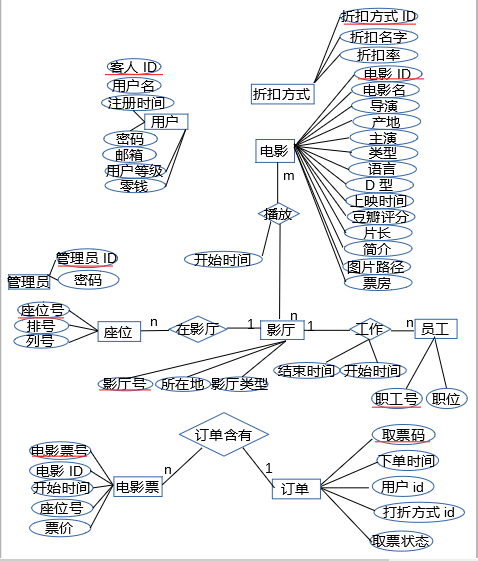 折扣方式 ID
折扣名字
折扣率
折扣方式
客人 ID
用户名
注册时间
用户
密码
邮箱
用户等级
零钱
电影 ID
电影名
导演
产地
主演
类型
语言
D 型
上映时间
豆瓣评分
片长
简介
图片路径
票房
电影
m
播放
开始时间
n
管理员 ID
密码
管理员
座位号
排号
列号
座位
n
在影厅
1
影厅
1
工作
n
员工
影厅号
所在地
影厅类型
结束时间
开始时间
职工号
职位
订单含有
n
1
电影票号
电影 ID
开始时间
座位号
票价
电影票
订单
取票码
下单时间
用户 id
打折方式 id
取票状态